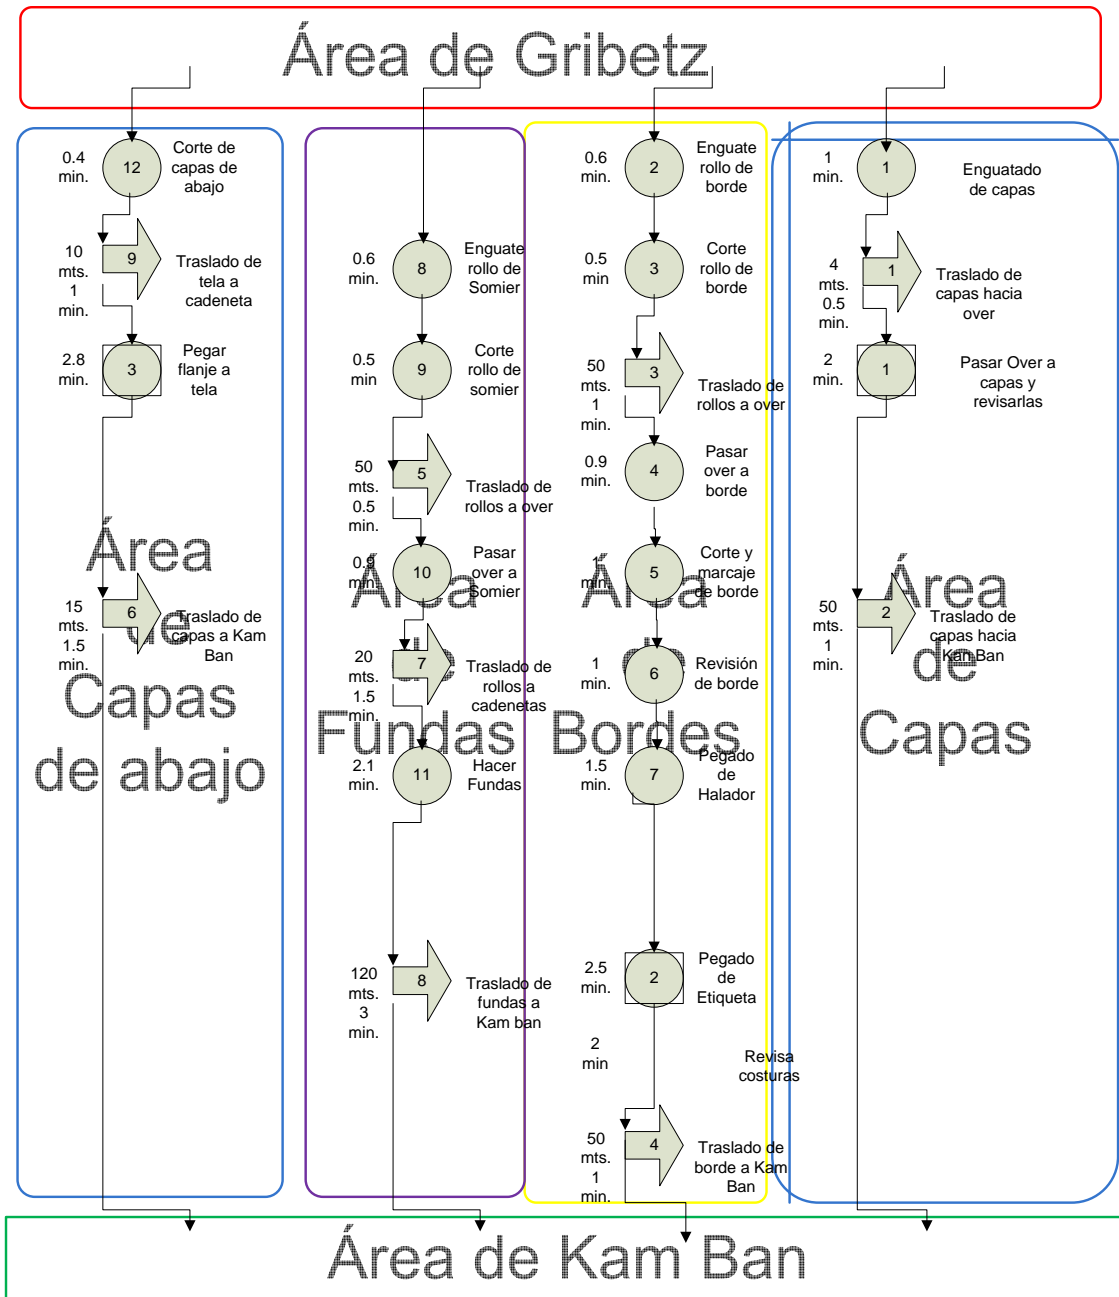 Área de Gribetz
0.4
min.
12
Corte de
capas de
abajo
10
mts.
1
min.
9
Traslado de
tela a
cadeneta
2.8
min.
3
Pegar
flanje a
tela
Área
de
Capas
de abajo
15
mts.
1.5
min.
6
Traslado de
capas a Kam
Ban
0.6
min.
8
Enguate
rollo de
Somier
0.5
min
9
Corte
rollo de
somier
50
mts.
0.5
min.
5
Traslado de
rollos a over
0.9
min.
10
Pasar
over a
Somier
Área
de
Fundas
20
mts.
1.5
min.
7
Traslado de
rollos a
cadenetas
2.1
min.
11
Hacer
Fundas
120
mts.
3
min.
8
Traslado de
fundas a
Kam ban
0.6
min.
2
Enguate
rollo de
borde
0.5
min
3
Corte
rollo de
borde
50
mts.
1
min.
3
Traslado de
rollos a over
0.9
min.
4
Pasar
over a
borde
1
min.
5
Corte y
marcaje
de borde
Área
de
Bordes
1
min.
6
Revisión
de borde
1.5
min.
7
Pegado
de
Halador
2.5
min.
2
Pegado
de
Etiqueta
2
min
Revisa
costuras
50
mts.
1
min.
4
Traslado de
borde a Kam
Ban
1
min.
1
Enguatado
de capas
4
mts.
0.5
min.
1
Traslado de
capas hacia
over
2
min.
1
Pasar Over a
capas y
revisarlas
Área
de
Capas
50
mts.
1
min.
2
Traslado de
capas hacia
Kan Ban
Área de Kam Ban